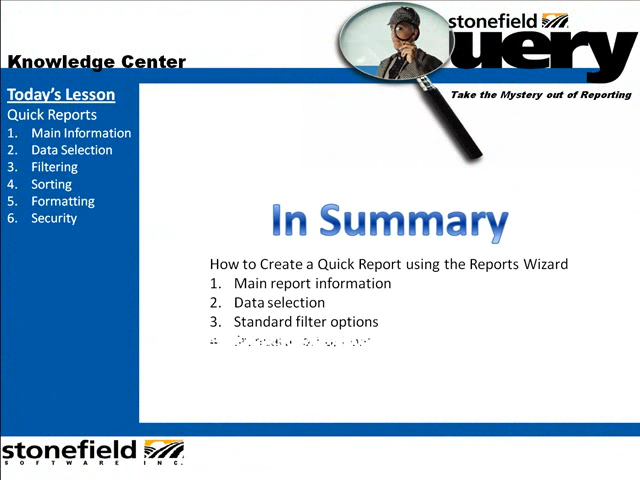 stonefield
uery
Knowledge Center
Take the Mystery out of Reporting
Today's Lesson
Quick Reports
1. Main Information
2. Data Selection
3. Filtering
4. Sorting
5. Formatting
6. Security
In Summary
How to Create a Quick Report using the Reports Wizard
1. Main report information
2. Data selection
3. Standard filter options
stonefield
SOFTWARE INC.